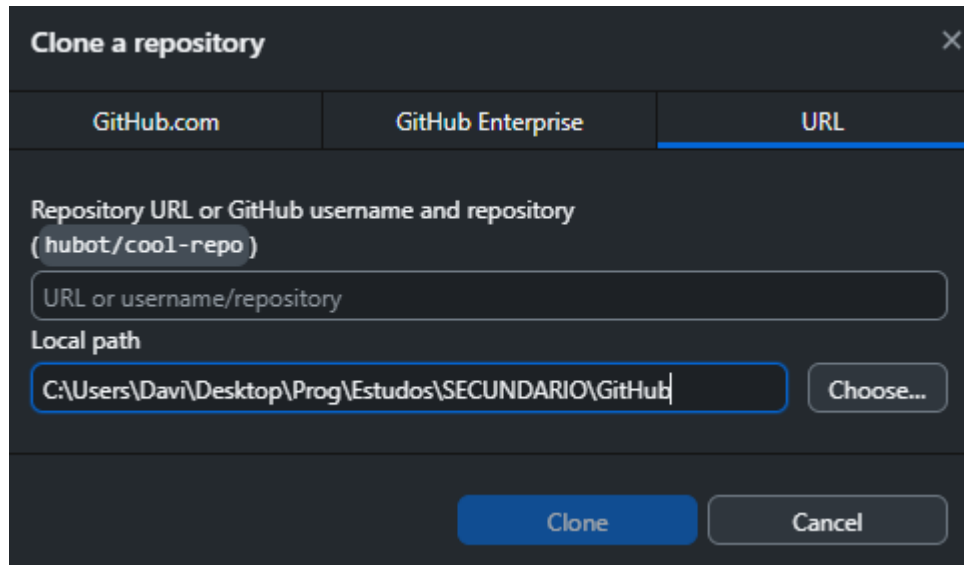 Clone a repository
GitHub.com
GitHub Enterprise
URL
Repository URL or GitHub username and repository
(hubot/cool-repo)
URL or username/repository
Local path
C:\Users\Davi\Desktop\Prog\Estudos\SECUNDARIO\GitHub
Choose...
Clone
Cancel